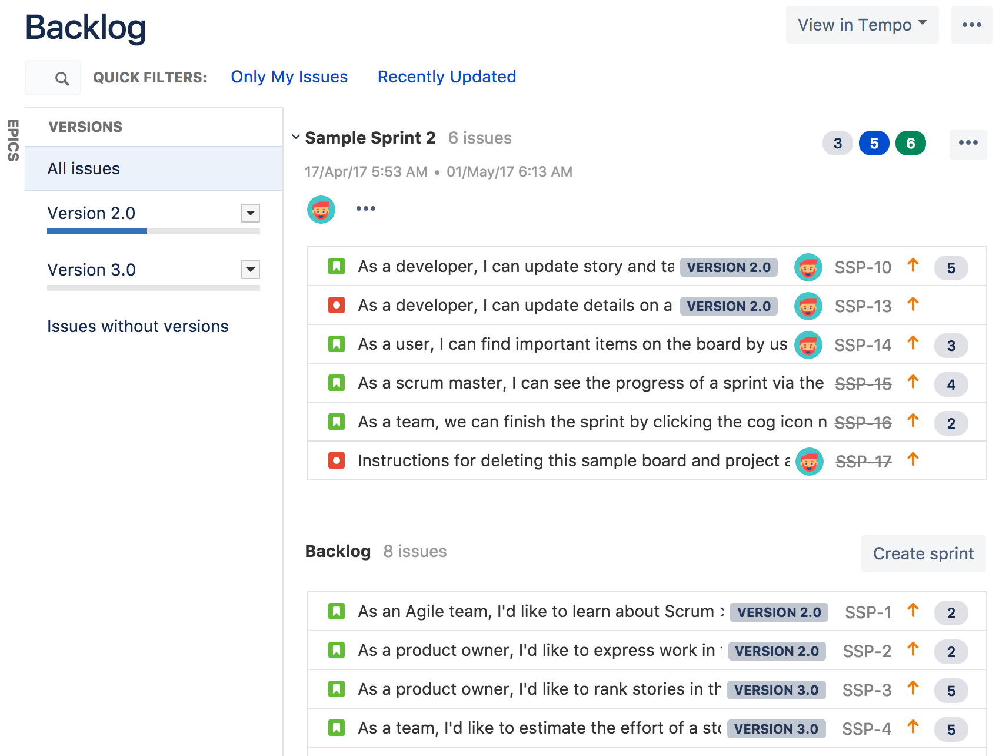 Backlog
View in Tempo
QUICK FILTERS:
Only My Issues
Recently Updated
EPICS
VERSIONS
All issues
Version 2.0
Version 3.0
Issues without versions
Sample Sprint 2 6 issues
3 5 6
17/Apr/17 5:53 AM • 01/May/17 6:13 AM
As a developer, I can update story and ta VERSION 2.0 SSP-10 5
As a developer, I can update details on a VERSION 2.0 SSP-13
As a user, I can find important items on the board by us SSP-14 3
As a scrum master, I can see the progress of a sprint via the SSP-15 4
As a team, we can finish the sprint by clicking the cog icon n SSP-16 2
Instructions for deleting this sample board and project a SSP-17
Backlog 8 issues
Create sprint
As an Agile team, I'd like to learn about Scrum > VERSION 2.0 SSP-1 2
As a product owner, I'd like to express work in t VERSION 2.0 SSP-2 2
As a product owner, I'd like to rank stories in th VERSION 3.0 SSP-3 5
As a team, I'd like to estimate the effort of a sto VERSION 3.0 SSP-4 5